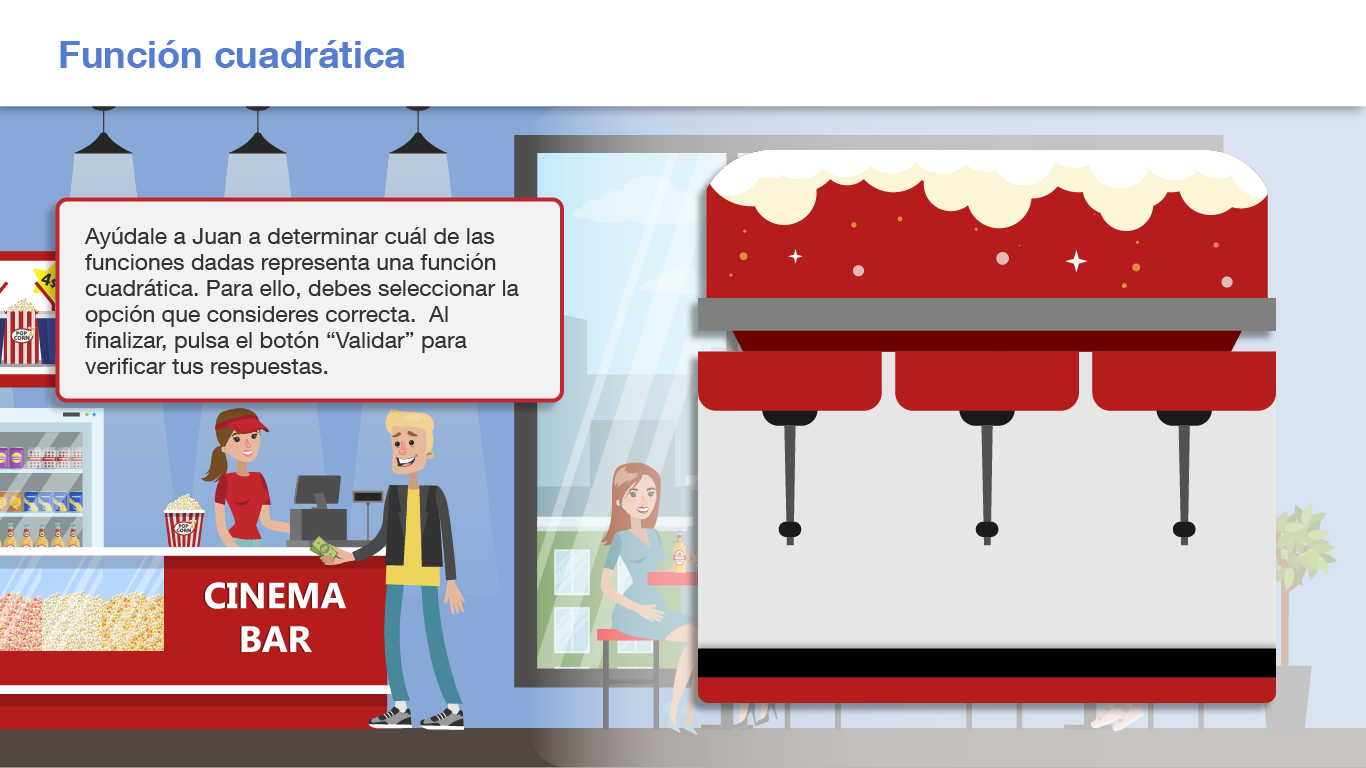 Función cuadrática
Ayúdale a Juan a determinar cuál de las
funciones dadas representa una función
cuadrática. Para ello, debes seleccionar la
opción que consideres correcta.  Al
finalizar, pulsa el botón “Validar” para
verificar tus respuestas.
4$
POP
CORN
POP
CORN
CINEMA
BAR